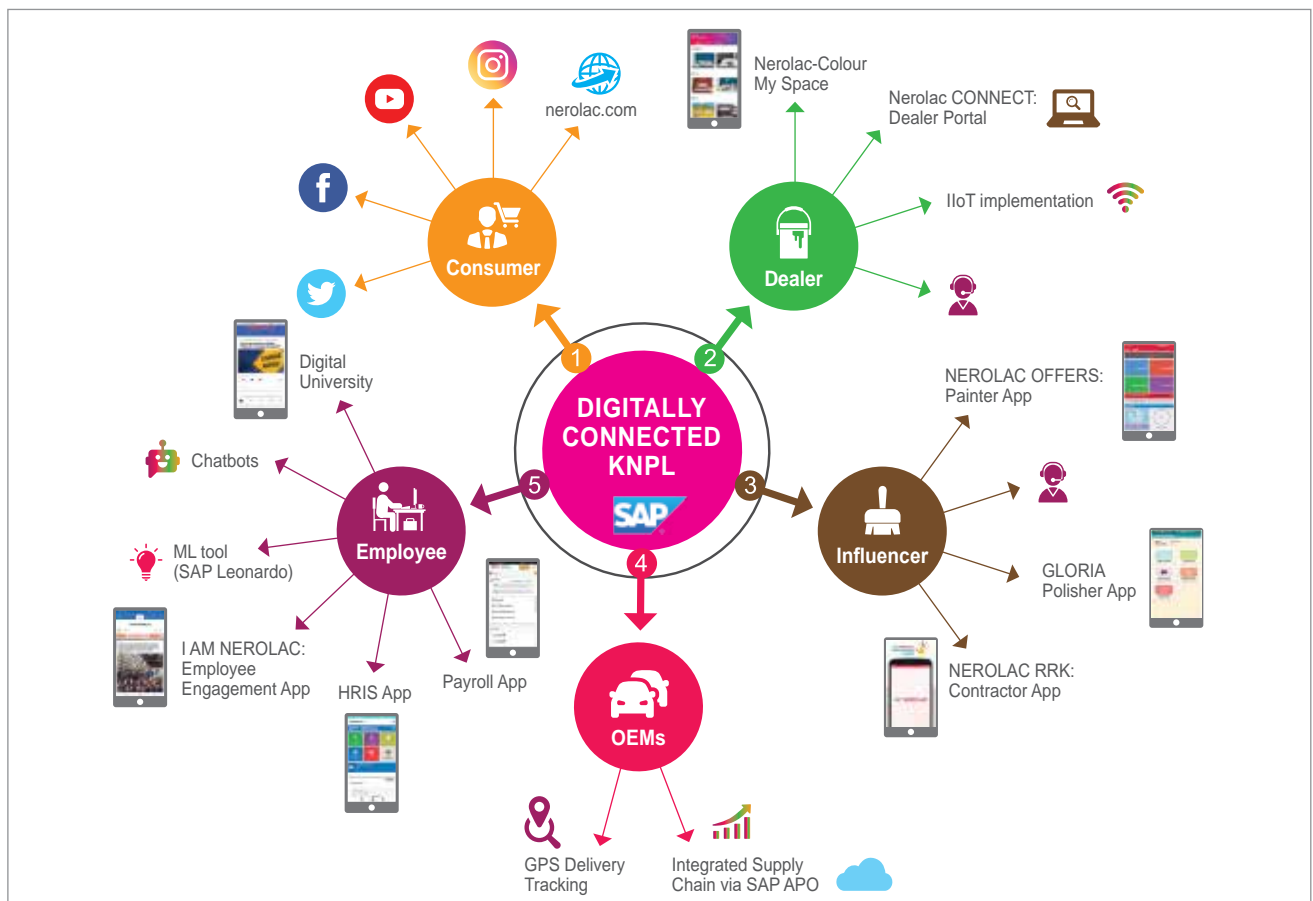 nerolac.com
Nerolac-Colour
My Space
Nerolac CONNECT:
Dealer Portal
IIoT implementation
f
Consumer
Dealer
1
2
DIGITALLY
CONNECTED
KNPL
SAP
3
4
5
Digital
University
Chatbots
ML tool
(SAP Leonardo)
I AM NEROLAC:
Employee
Engagement App
HRIS App
Payroll App
Employee
NEROLAC OFFERS:
Painter App
Influencer
GLORIA
Polisher App
NEROLAC RRK:
Contractor App
OEMs
GPS Delivery
Tracking
Integrated Supply
Chain via SAP APO